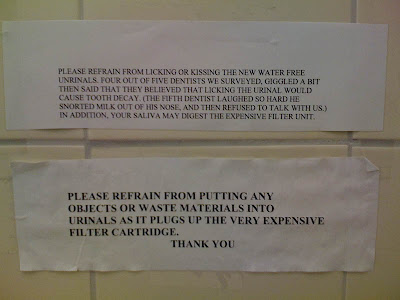 PLEASE REFRAIN FROM LICKING OR KISSING THE NEW WATER FREE
UNRINALS. FOUR OUT OF FIVE DENTISTS WE SURVEYED, GIGGLED A BIT
THEN SAID THAT THEY BELIEVED THAT LICKING THE URINAL WOULD
CAUSE TOOTH DECAY. (THE FIFTH DENTIST LAUGHED SO HARD HE
SNORTED MILK OUT OF HIS NOSE, AND THEN REFUSED TO TALK WITH US.)
IN ADDITION, YOUR SALIVA MAY DIGEST THE EXPENSIVE FILTER UNIT.
PLEASE REFRAIN FROM PUTTING ANY
OBJECTS OR WASTE MATERIALS INTO
URINALS AS IT PLUGS UP THE VERY EXPENSIVE
FILTER CARTRIDGE.
THANK YOU